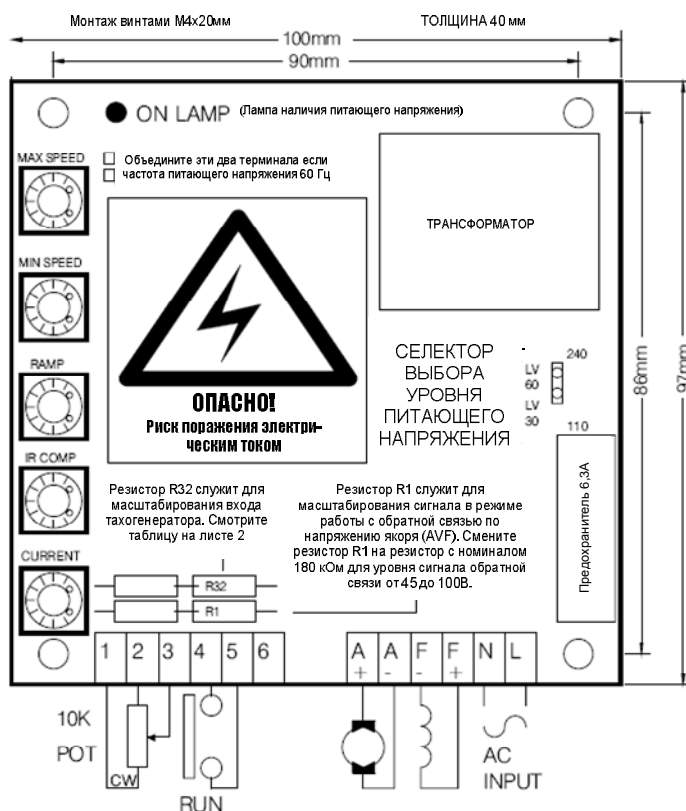 Монтаж винтами М4х20мм
ТОЛЩИНА 40 мм
100mm
90mm
ON LAMP (Лампа наличия питающего напряжения)
MAX SPEED
Объедините эти два терминала если
частота питающего напряжения 60 Гц
ТРАНСФОРМАТОР
MIN SPEED
RAMP
IR COMP
CURRENT
ОПАСНО!
Риск поражения электри-
ческим током
СЕЛЕКТОР
ВЫБОРА
УРОВНЯ
ПИТАЮЩЕГО
НАПРЯЖЕНИЯ
240
LV
60
LV
30
110
86mm
97mm
Предохранитель 6,3А
Резистор R32 служит для
масштабирования входа
тахогенератора. Смотрите
таблицу на листе 2
Резистор R1 служит для
масштабирования сигнала в режиме
работы с обратной связью по
напряжению якоря (AVF). Смените
резистор R1 на резистор с номиналом
180 кОм для уровня сигнала обратной
связи от 45 до 100В.
R32
R1
1 2 3 4 5 6
A A F F N L
+ - - +
10K
POT
CW
RUN
AC
INPUT